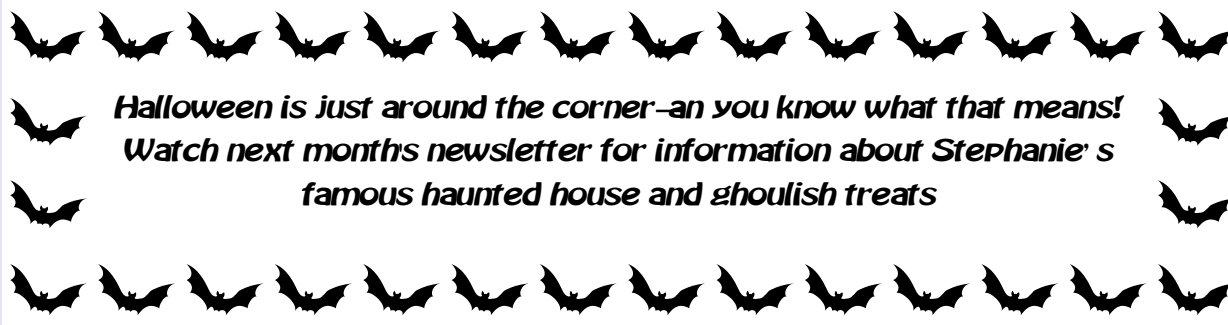 Halloween is just around the corner–an you know what that means!
Watch next month's newsletter for information about Stephanie' s
famous haunted house and ghoulish treats